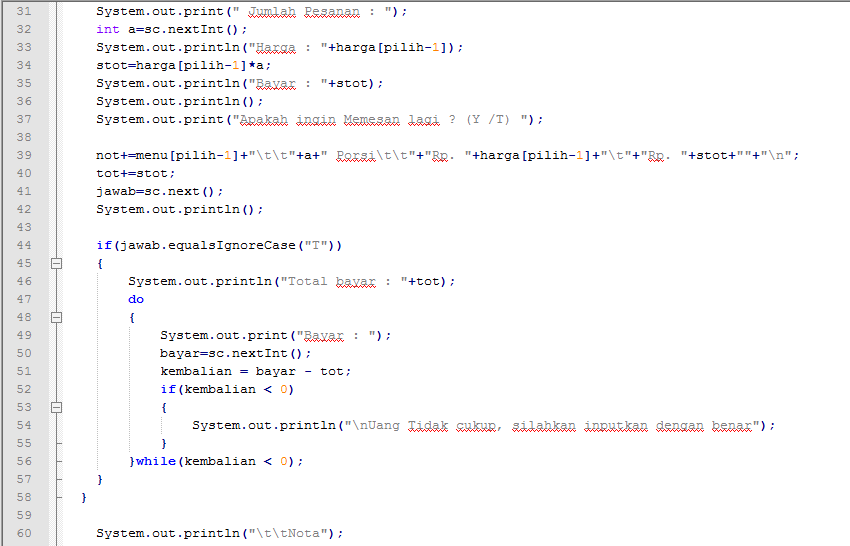 31 System.out.print(" Jumlah Pesanan : ");
32 int a=sc.nextInt();
33 System.out.println("Harga : "+harga[pilih-1]);
34 stot=harga[pilih-1]*a;
35 System.out.println("Bayar : "+stot);
36 System.out.println();
37 System.out.print("Apakah ingin Memesan lagi ? (Y /T) ");
38
39 not+=menu[pilih-1]+"\t\t"+a+" Porsi\t\t"+"Rp. "+harga[pilih-1]+"\t"+"Rp. "+stot+""+"\n";
40 tot+=stot;
41 jawab=sc.next();
42 System.out.println();
43
44 if(jawab.equalsIgnoreCase("T"))
45 {
46 System.out.println("Total bayar : "+tot);
47 do
48 {
49 System.out.print("Bayar : ");
50 bayar=sc.nextInt();
51 kembalian = bayar - tot;
52 if(kembalian < 0)
53 {
54 System.out.println("\nUang Tidak cukup, silahkan inputkan dengan benar");
55 }
56 }while(kembalian < 0);
57 }
58 }
59
60 System.out.println("\t\tNota");